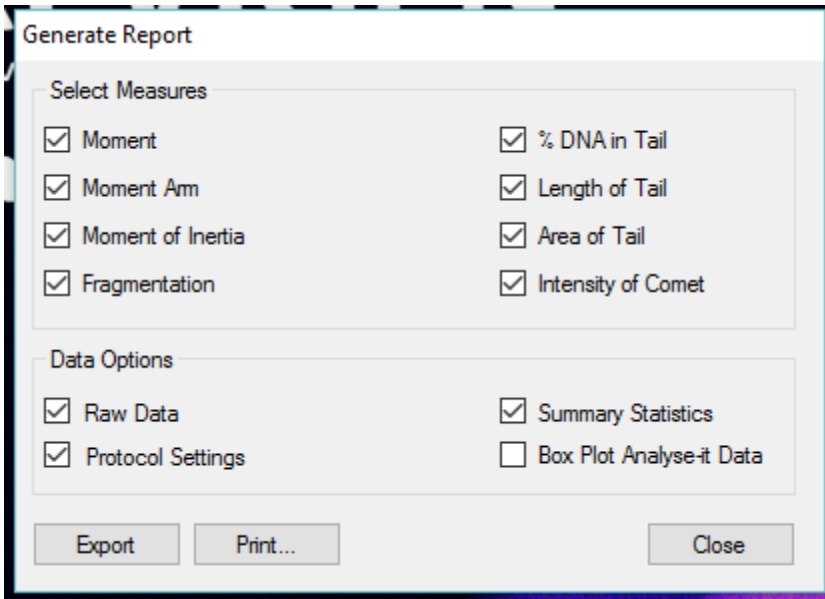 Generate Report
Select Measures
Moment
% DNA in Tail
Moment Arm
Length of Tail
Moment of Inertia
Area of Tail
Fragmentation
Intensity of Comet
Data Options
Raw Data
Summary Statistics
Protocol Settings
Box Plot Analyse-it Data
Export
Print...
Close